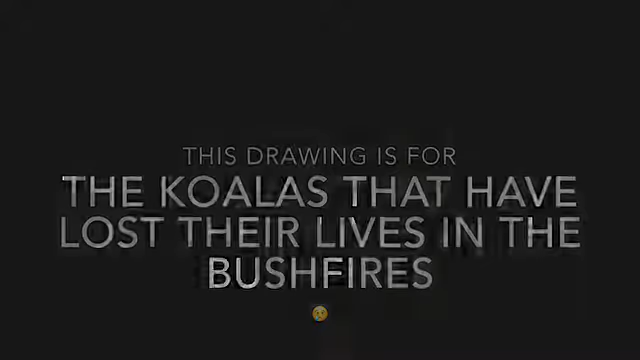 THIS DRAWING IS FOR
THE KOALAS THAT HAVE
LOST THEIR LIVES IN THE
BUSHFIRES
😢